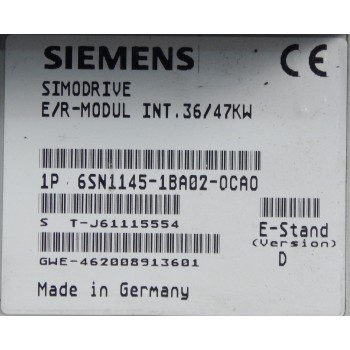 SIEMENS CE
SIMODRIVE
E/R-MODUL INT.36/47KW
1P 6SN1145-1BA02-0CA0
S T-J61115554
E-Stand
(Version)
GWE-462008913601
D
Made in Germany